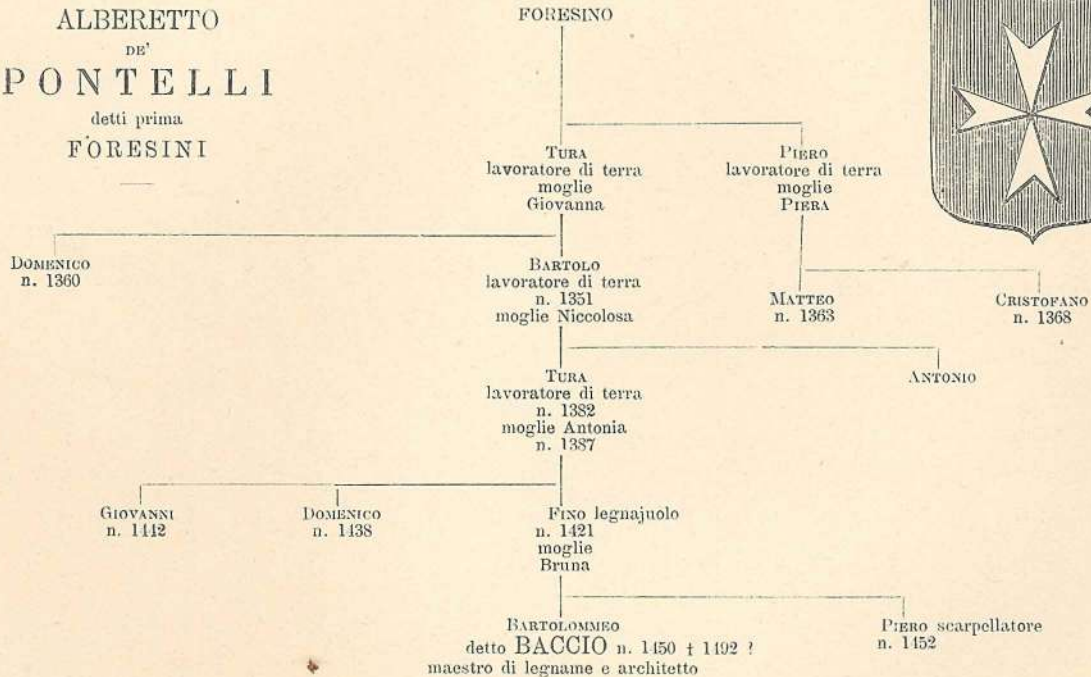 ALBERETTO
DE'
PONTELLI
detti prima
FORESINI
FORESINO
TURA
lavoratore di terra
moglie
Giovanna
PIERO
lavoratore di terra
moglie
PIERA
DOMENICO
n. 1360
BARTOLO
lavoratore di terra
n. 1351
moglie Niccolosa
MATTEO
n. 1363
CRISTOFANO
n. 1368
TURA
lavoratore di terra
n. 1382
moglie Antonia
n. 1387
ANTONIO
GIOVANNI
n. 1442
DOMENICO
n. 1438
FINO legnajuolo
n. 1421
moglie
Bruna
BARTOLOMMEO
detto BACCIO n. 1450 † 1492 ?
maestro di legname e architetto
PIERO scarpellatore
n. 1452